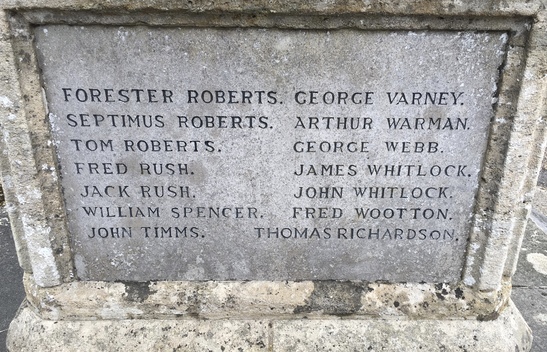 FORESTER ROBERTS. GEORGE VARNEY.
SEPTIMUS ROBERTS. ARTHUR WARMAN.
TOM ROBERTS. GEORGE WEBB.
FRED RUSH. JAMES WHITLOCK.
JACK RUSH. JOHN WHITLOCK.
WILLIAM SPENCER. FRED WOOTTON.
JOHN TIMMS. THOMAS RICHARDSON.